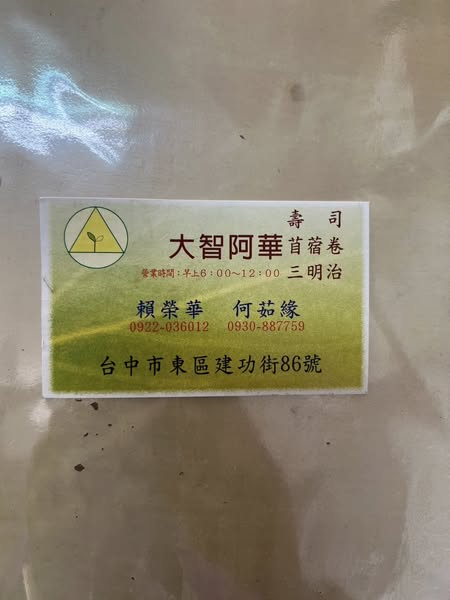 大智阿華
壽司
苜蓿卷
三明治
營業時間：早上6：00～12：00
賴榮華 何茹緣
0922-036012 0930-887759
台中市東區建功街86號